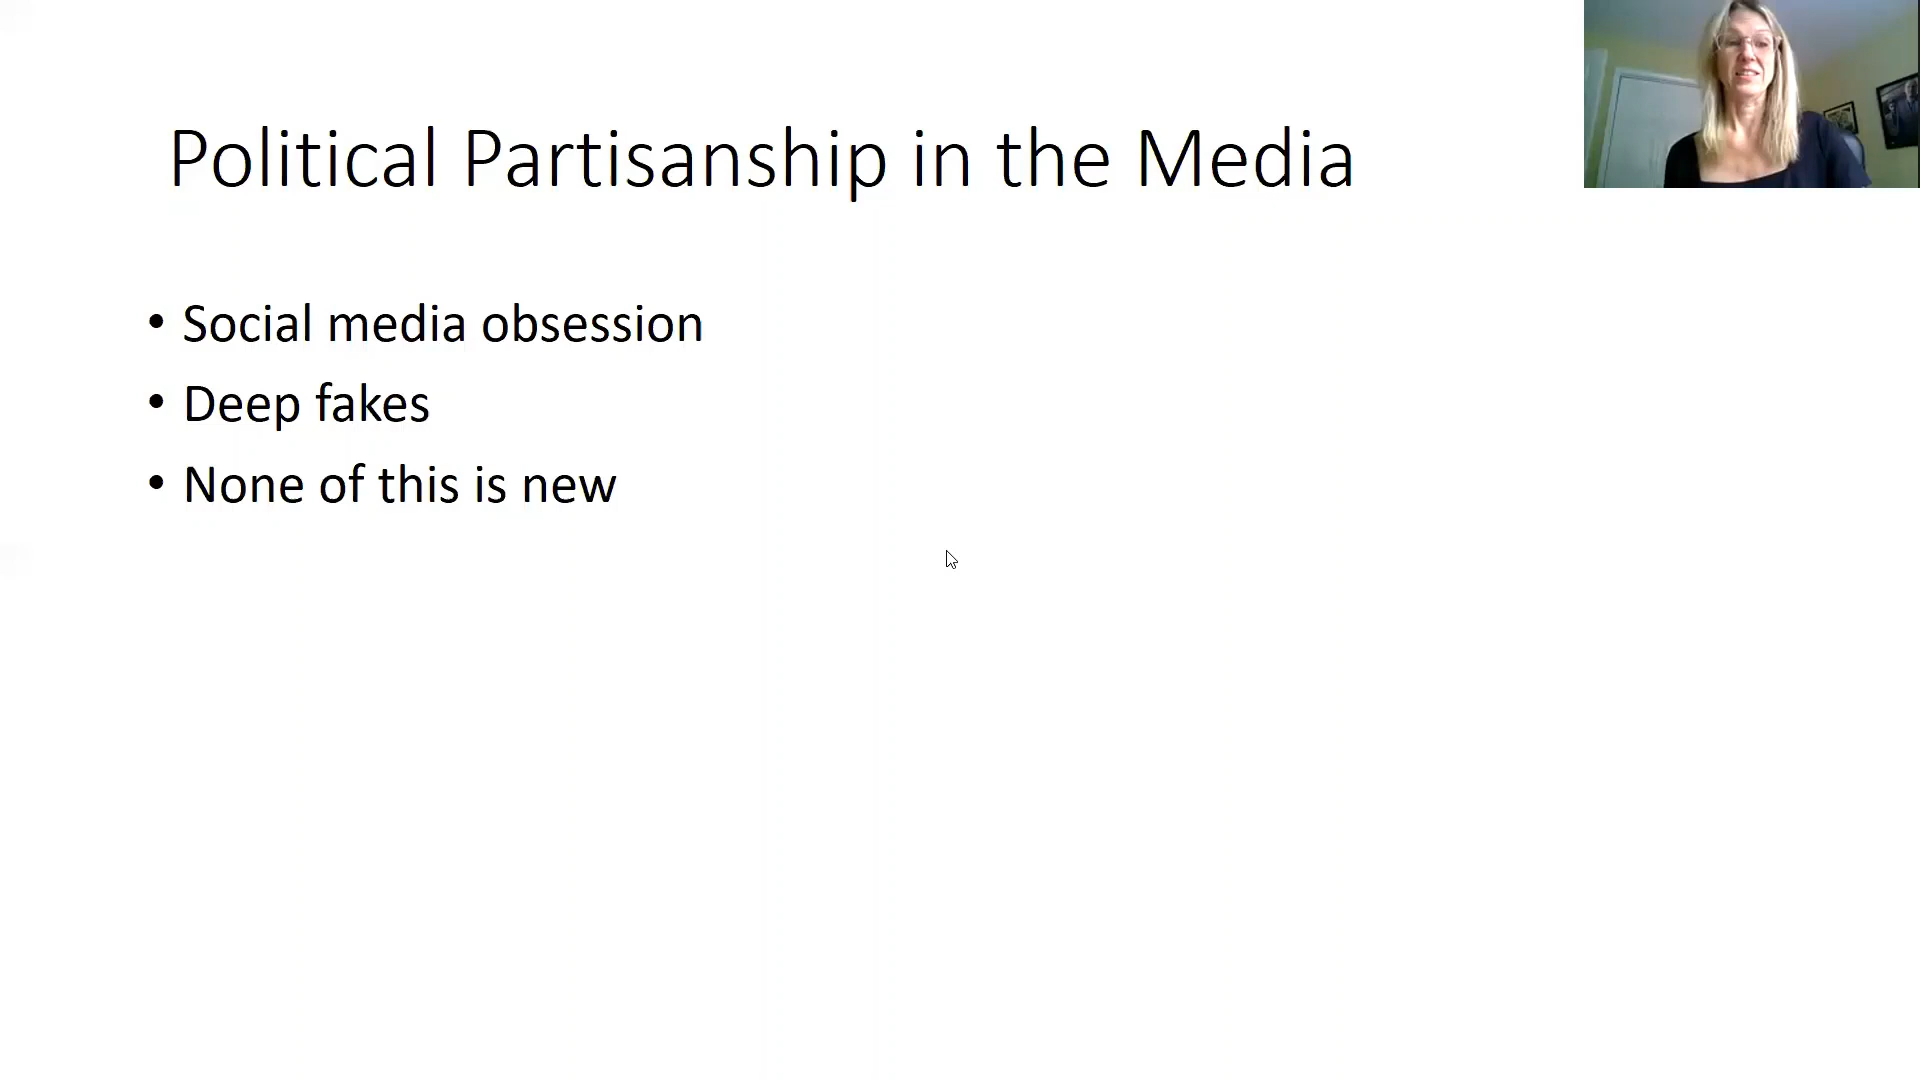 Political Partisanship in the Media
• Social media obsession
• Deep fakes
• None of this is new